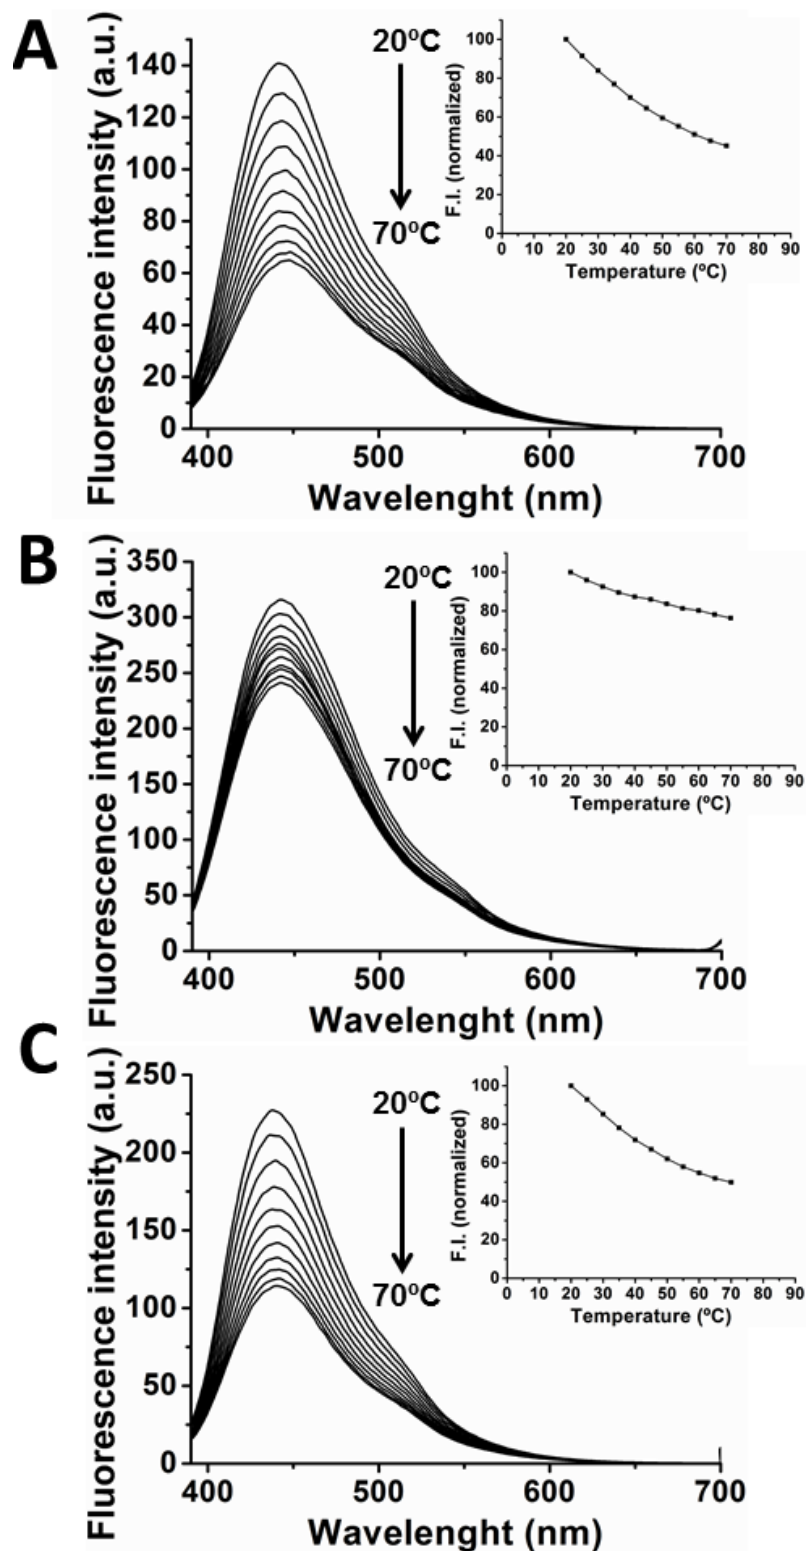 A
Fluorescence intensity (a.u.)
140
120
100
80
60
40
20
0
400 500 600 700
Wavelenght (nm)
20ºC
70ºC
F.I. (normalized)
100
80
60
40
20
0
0 10 20 30 40 50 60 70 80 90
Temperature (ºC)
B
Fluorescence intensity (a.u.)
350
300
250
200
150
100
50
0
400 500 600 700
Wavelenght (nm)
20ºC
70ºC
F.I. (normalized)
100
80
60
40
20
0
0 10 20 30 40 50 60 70 80 90
Temperature (ºC)
C
Fluorescence intensity (a.u.)
250
200
150
100
50
0
400 500 600 700
Wavelenght (nm)
20ºC
70ºC
F.I. (normalized)
100
80
60
40
20
0
0 10 20 30 40 50 60 70 80 90
Temperature (ºC)